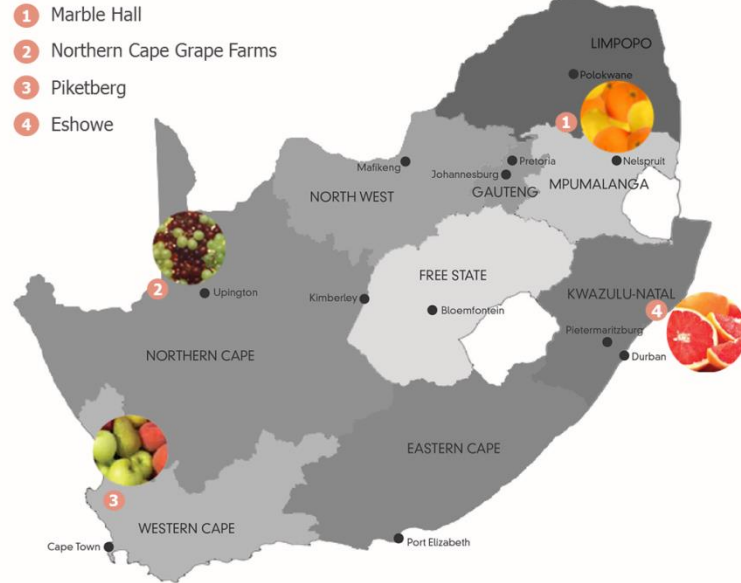 1 Marble Hall
2 Northern Cape Grape Farms
3 Piketberg
4 Eshowe
LIMPOPO
Polokwane
1
Mafikeng
Pretoria
Nelspruit
Johannesburg
GAUTENG
MPUMALANGA
NORTH WEST
FREE STATE
2
Upington
Kimberley
KWAZULU-NATAL
4
Bloemfontein
Pietermaritzburg
NORTHERN CAPE
Durban
EASTERN CAPE
3
WESTERN CAPE
Cape Town
Port Elizabeth